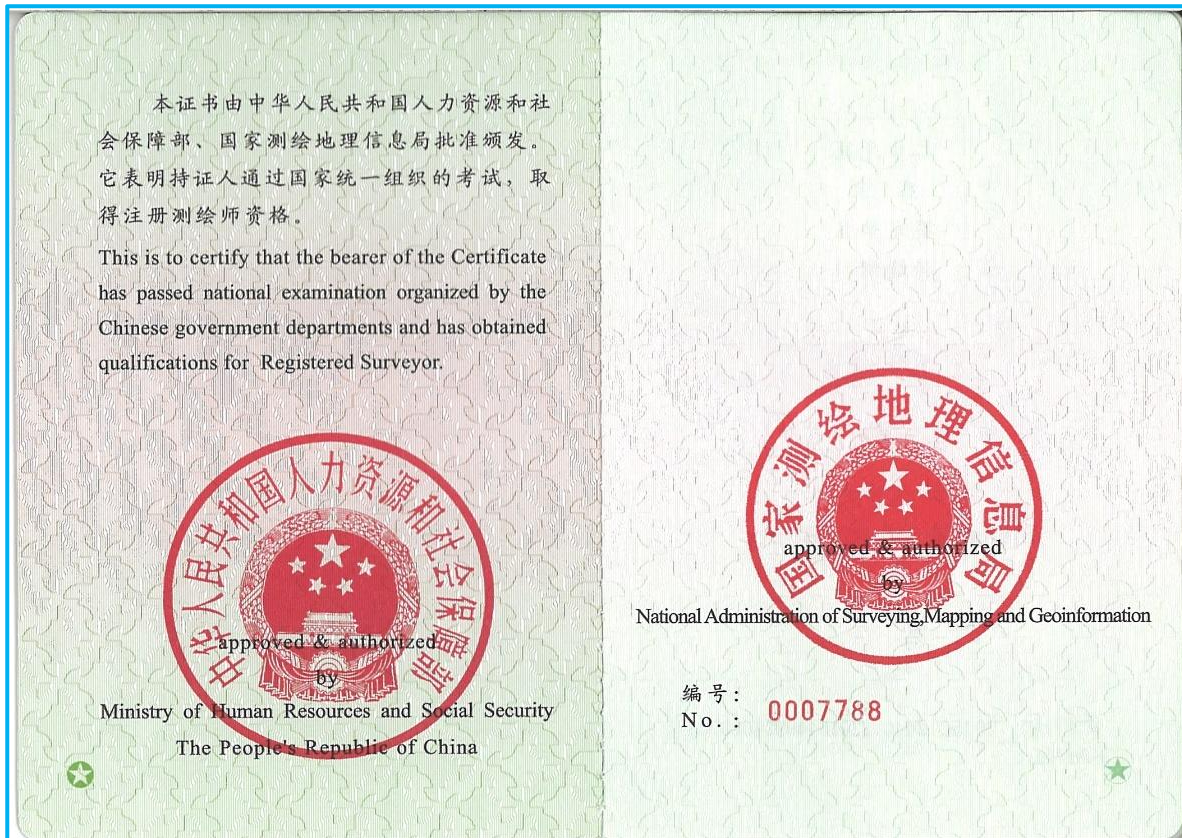 本证书由中华人民共和国人力资源和社
会保障部、国家测绘地理信息局批准颁发。
它表明持证人通过国家统一组织的考试，取
得注册测绘师资格。
This is to certify that the bearer of the Certificate
has passed national examination organized by the
Chinese government departments and has obtained
qualifications for Registered Surveyor.
中华人民共和国人力资源和社会保障部
approved & authorized
by
Ministry of Human Resources and Social Security
The People's Republic of China
国家测绘地理信息局
approved & authorized
by
National Administration of Surveying,Mapping and Geoinformation
编号:
No. : 0007788